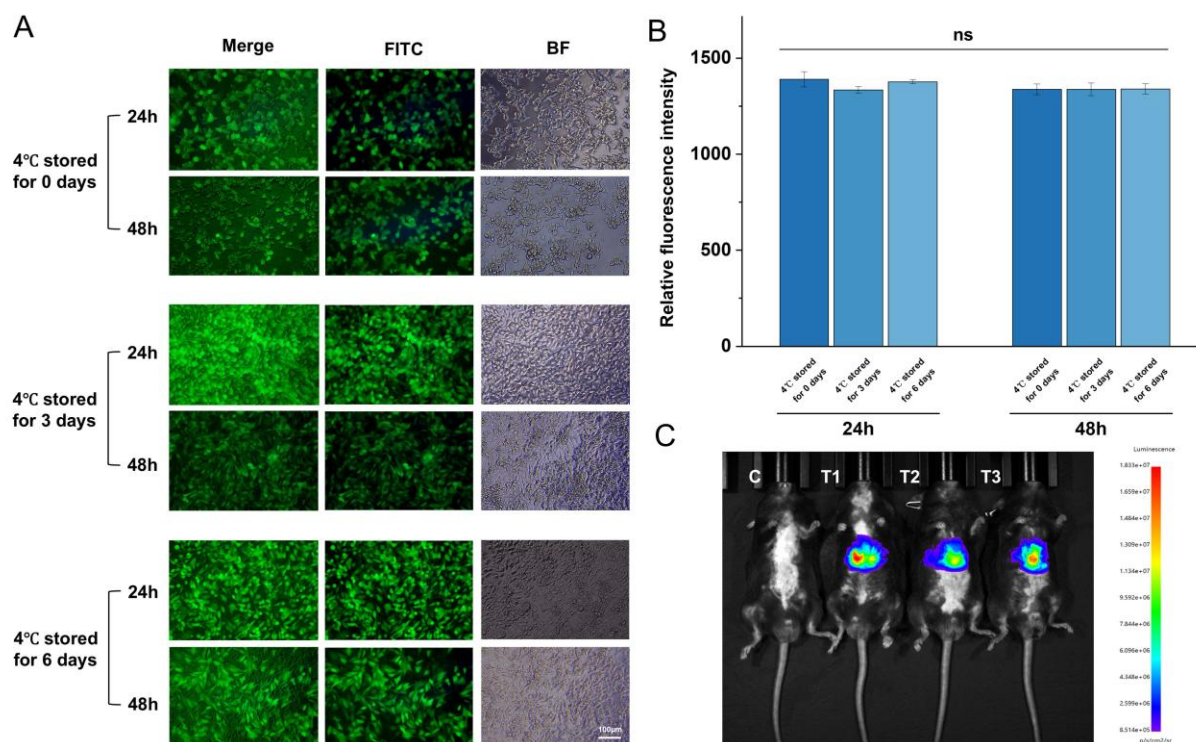 A
Merge FITC BF
24h
4℃ stored
for 0 days
48h
24h
4℃ stored
for 3 days
48h
24h
4℃ stored
for 6 days
48h
100μm
B
ns
Relative fluorescence intensity
1500
1000
500
0
4℃ stored
for 0 days
4℃ stored
for 3 days
4℃ stored
for 6 days
4℃ stored
for 0 days
4℃ stored
for 3 days
4℃ stored
for 6 days
24h 48h
C
C T1 T2 T3
Luminescence
1.833e+07
1.659e+07
1.484e+07
1.309e+07
1.134e+07
9.592e+06
7.844e+06
4.348e+06
2.599e+06
8.514e+05
p/s/cm2/sr